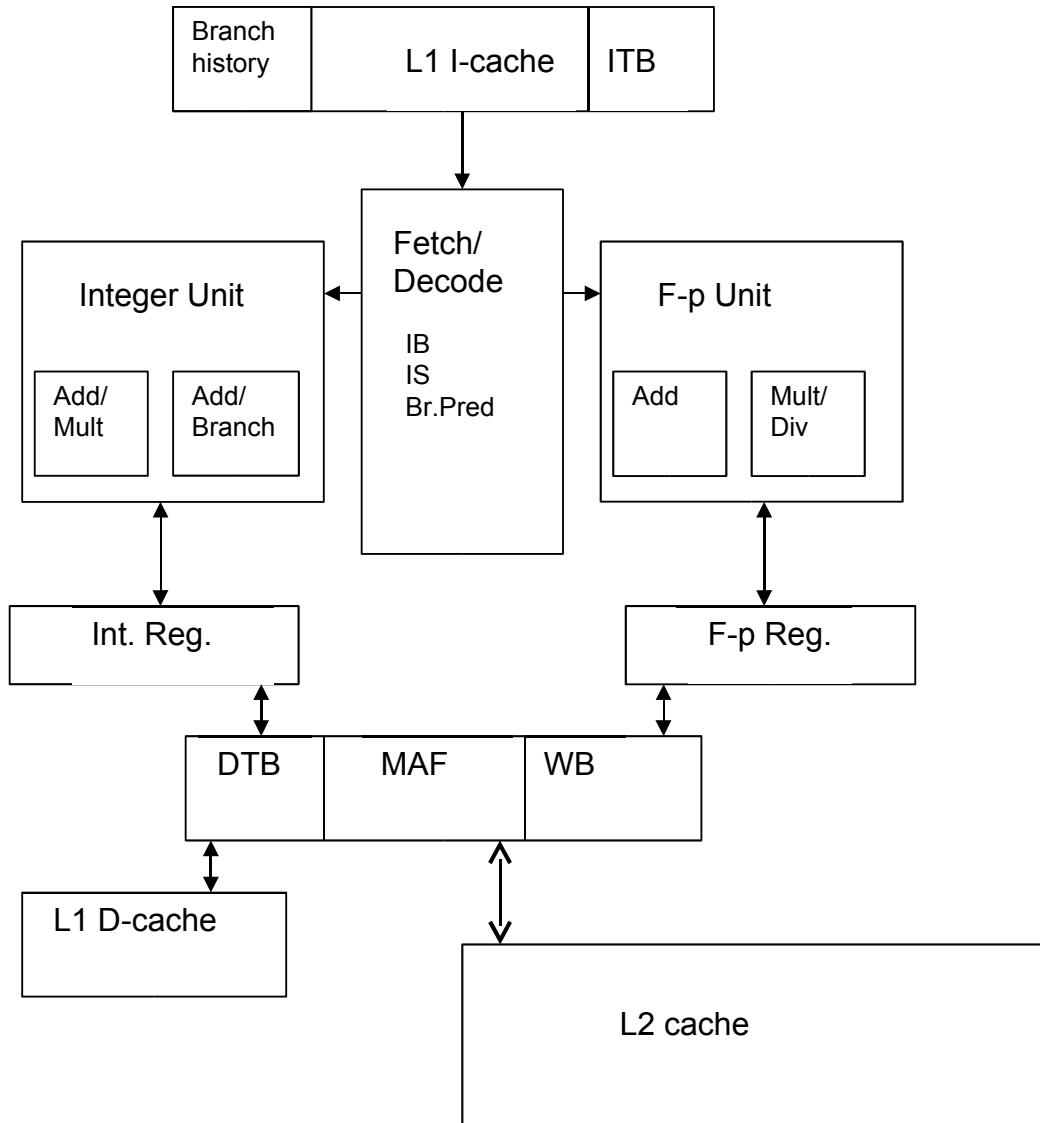 Branch
history
L1 I-cache
ITB
Fetch/
Decode
IB
IS
Br.Pred
Integer Unit
Add/
Mult
Add/
Branch
F-p Unit
Add
Mult/
Div
Int. Reg.
F-p Reg.
DTB
MAF
WB
L1 D-cache
L2 cache